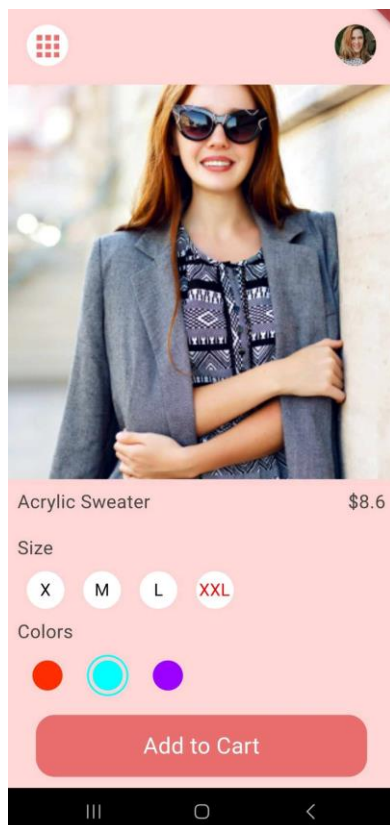 Acrylic Sweater $8.6
Size
X M L XXL
Colors
Add to Cart